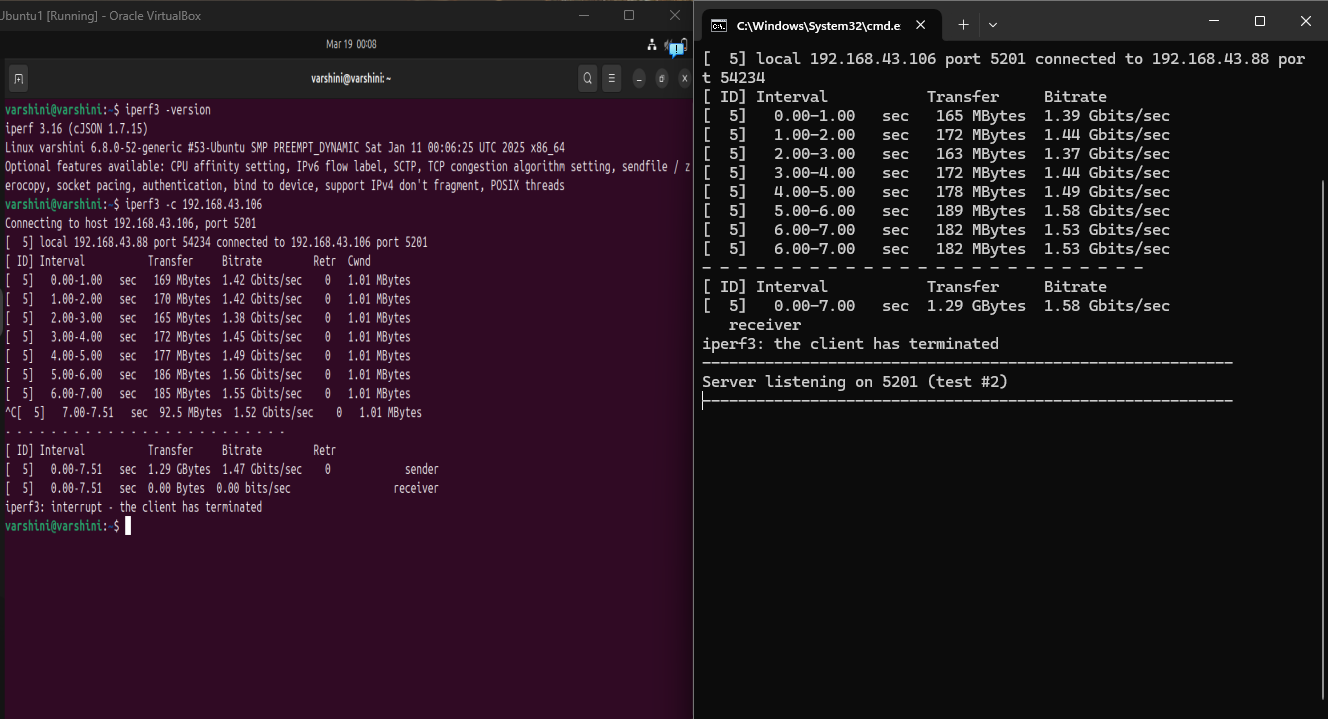 Ubuntu1 [Running] - Oracle VirtualBox
Mar 19 00:08
varshini@varshini: ~
varshini@varshini:~$ iperf3 -version
iperf 3.16 (cJSON 1.7.15)
Linux varshini 6.8.0-52-generic #53-Ubuntu SMP PREEMPT_DYNAMIC Sat Jan 11 00:06:25 UTC 2025 x86_64
Optional features available: CPU affinity setting, IPv6 flow label, SCTP, TCP congestion algorithm setting, sendfile / z
erocopy, socket pacing, authentication, bind to device, support IPv4 don't fragment, POSIX threads
varshini@varshini:~$ iperf3 -c 192.168.43.106
Connecting to host 192.168.43.106, port 5201
[  5] local 192.168.43.88 port 54234 connected to 192.168.43.106 port 5201
[ ID] Interval           Transfer     Bitrate         Retr  Cwnd
[  5]   0.00-1.00   sec   169 MBytes  1.42 Gbits/sec    0   1.01 MBytes
[  5]   1.00-2.00   sec   170 MBytes  1.42 Gbits/sec    0   1.01 MBytes
[  5]   2.00-3.00   sec   165 MBytes  1.38 Gbits/sec    0   1.01 MBytes
[  5]   3.00-4.00   sec   172 MBytes  1.45 Gbits/sec    0   1.01 MBytes
[  5]   4.00-5.00   sec   177 MBytes  1.49 Gbits/sec    0   1.01 MBytes
[  5]   5.00-6.00   sec   186 MBytes  1.56 Gbits/sec    0   1.01 MBytes
[  5]   6.00-7.00   sec   185 MBytes  1.55 Gbits/sec    0   1.01 MBytes
^C[  5]   7.00-7.51   sec  92.5 MBytes  1.52 Gbits/sec    0   1.01 MBytes
- - - - - - - - - - - - - - - - - - - - - - - - -
[ ID] Interval           Transfer     Bitrate         Retr
[  5]   0.00-7.51   sec  1.29 GBytes  1.47 Gbits/sec    0             sender
[  5]   0.00-7.51   sec  0.00 Bytes  0.00 bits/sec                  receiver
iperf3: interrupt - the client has terminated
varshini@varshini:~$
C:\Windows\System32\cmd.e
[  5] local 192.168.43.106 port 5201 connected to 192.168.43.88 por
t 54234
[ ID] Interval           Transfer     Bitrate
[  5]   0.00-1.00   sec   165 MBytes  1.39 Gbits/sec
[  5]   1.00-2.00   sec   172 MBytes  1.44 Gbits/sec
[  5]   2.00-3.00   sec   163 MBytes  1.37 Gbits/sec
[  5]   3.00-4.00   sec   172 MBytes  1.44 Gbits/sec
[  5]   4.00-5.00   sec   178 MBytes  1.49 Gbits/sec
[  5]   5.00-6.00   sec   189 MBytes  1.58 Gbits/sec
[  5]   6.00-7.00   sec   182 MBytes  1.53 Gbits/sec
[  5]   6.00-7.00   sec   182 MBytes  1.53 Gbits/sec
- - - - - - - - - - - - - - - - - - - - - - - - -
[ ID] Interval           Transfer     Bitrate
[  5]   0.00-7.00   sec  1.29 GBytes  1.58 Gbits/sec
   receiver
iperf3: the client has terminated
-----------------------------------------------------------
Server listening on 5201 (test #2)
-----------------------------------------------------------